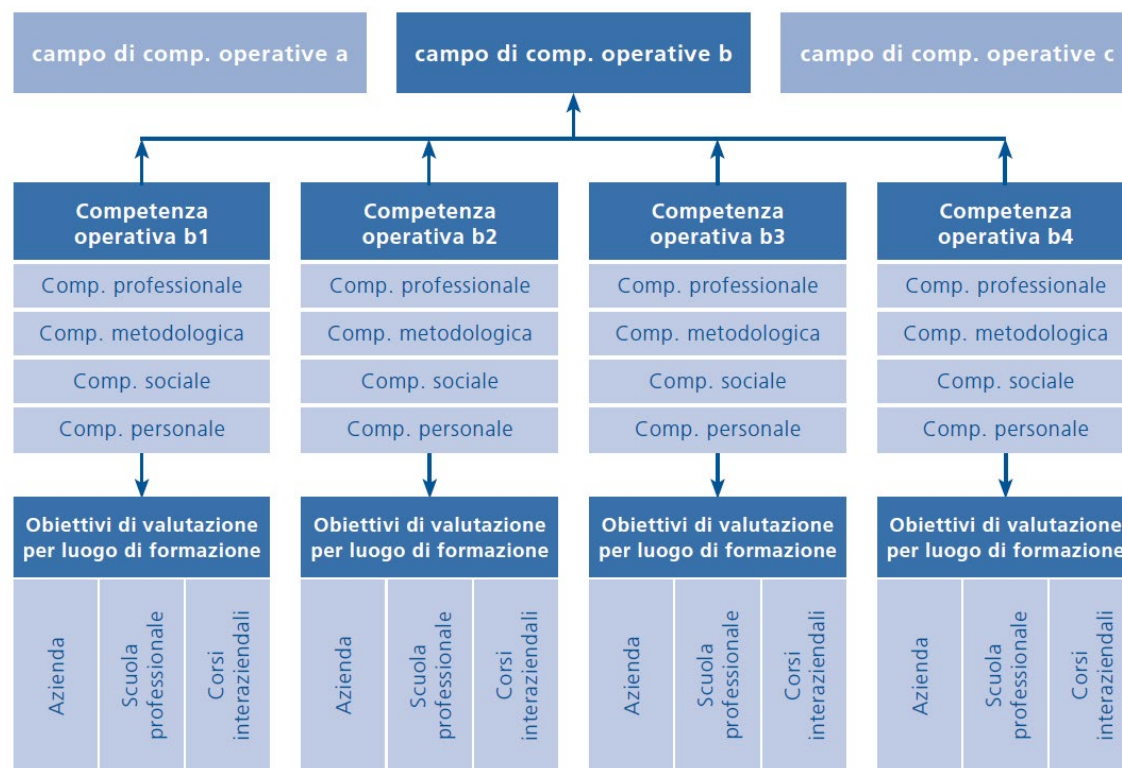 campo di comp. operative a
campo di comp. operative b
campo di comp. operative c
Competenza
operativa b1
Competenza
operativa b2
Competenza
operativa b3
Competenza
operativa b4
Comp. professionale
Comp. professionale
Comp. professionale
Comp. professionale
Comp. metodologica
Comp. metodologica
Comp. metodologica
Comp. metodologica
Comp. sociale
Comp. sociale
Comp. sociale
Comp. sociale
Comp. personale
Comp. personale
Comp. personale
Comp. personale
Obiettivi di valutazione
per luogo di formazione
Obiettivi di valutazione
per luogo di formazione
Obiettivi di valutazione
per luogo di formazione
Obiettivi di valutazione
per luogo di formazione
Azienda
Scuola
professionale
Corsi
interaziendali
Azienda
Scuola
professionale
Corsi
interaziendali
Azienda
Scuola
professionale
Corsi
interaziendali
Azienda
Scuola
professionale
Corsi
interaziendali